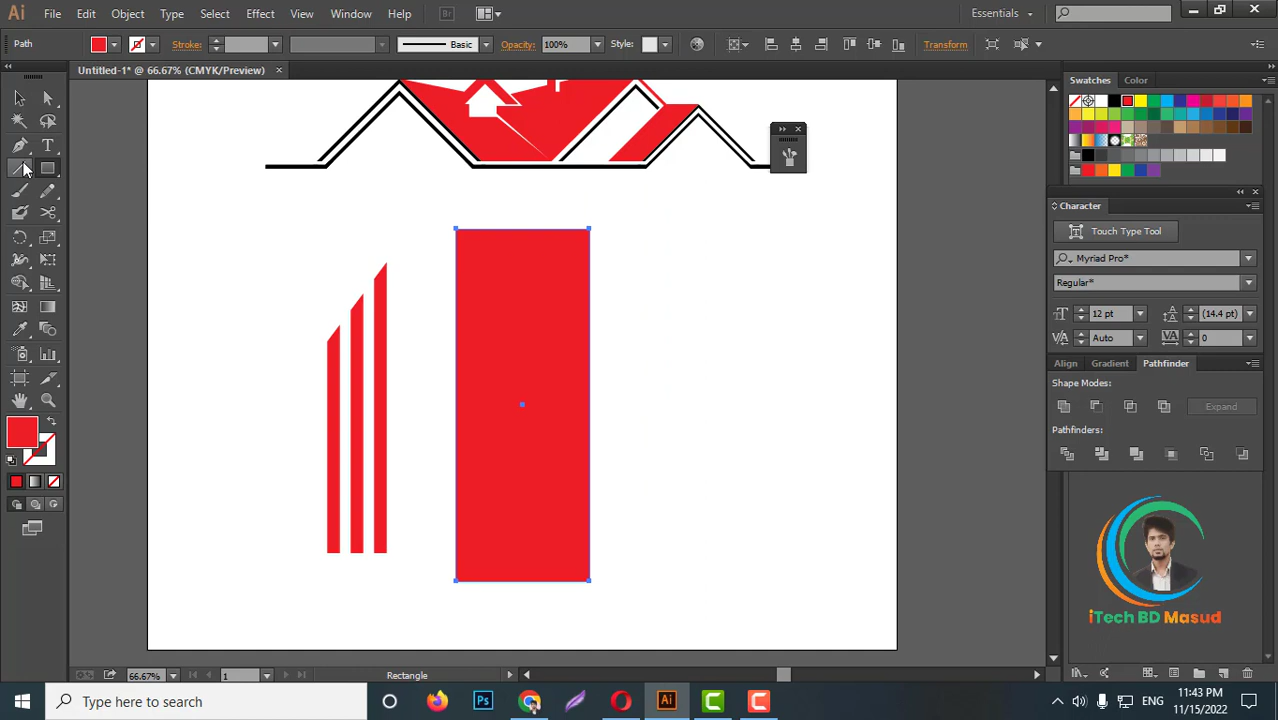 Ai
File
Edit
Object
Type
Select
Effect
View
Window
Help
Br
Essentials
Path
Stroke:
Basic
Opacity:
100%
Style:
Transform
Untitled-1* @ 66.67% (CMYK/Preview)
Swatches
Color
Character
Touch Type Tool
Myriad Pro*
Regular*
12 pt
(14.4 pt)
Auto
0
Align
Gradient
Pathfinder
Shape Modes:
Expand
Pathfinders:
iTech BD Masud
66.67%
1
Rectangle
Type here to search
Ps
Ai
ENG
11:43 PM
11/15/2022